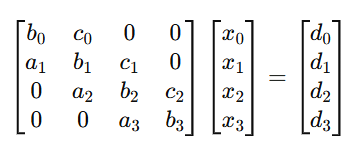 [b₀ c₀ 0 0] [x₀] [d₀]
[a₁ b₁ c₁ 0] [x₁] = [d₁]
[0 a₂ b₂ c₂] [x₂] [d₂]
[0 0 a₃ b₃] [x₃] [d₃]